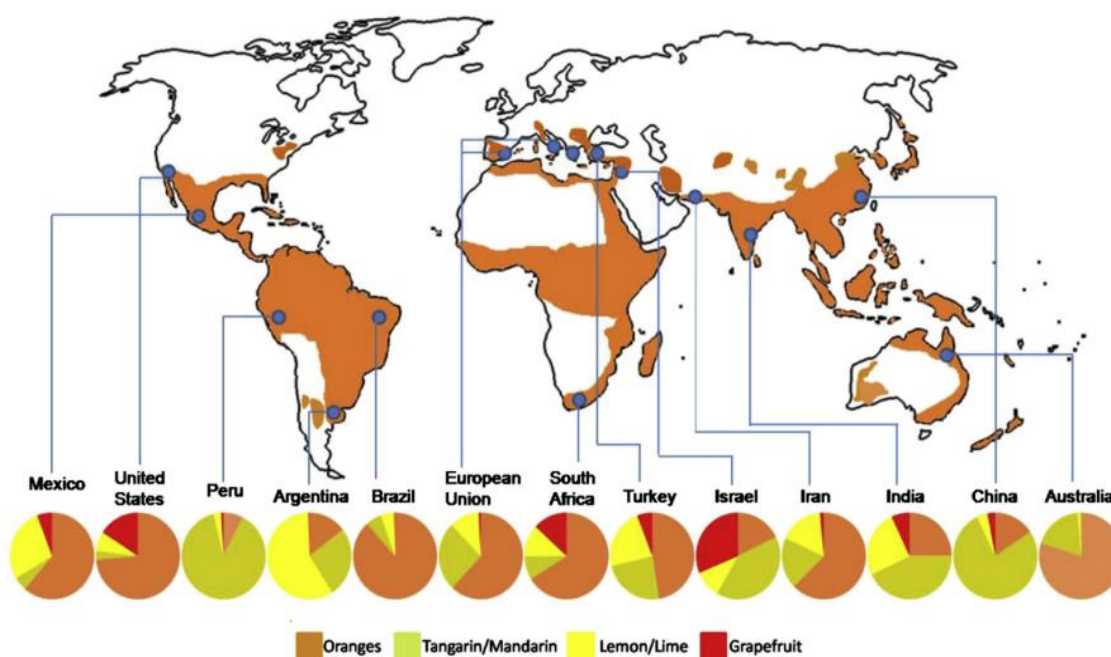 Mexico
United
States
Peru
Argentina
Brazil
European
Union
South
Africa
Turkey
Israel
Iran
India
China
Australia
Oranges
Tangarin/Mandarin
Lemon/Lime
Grapefruit